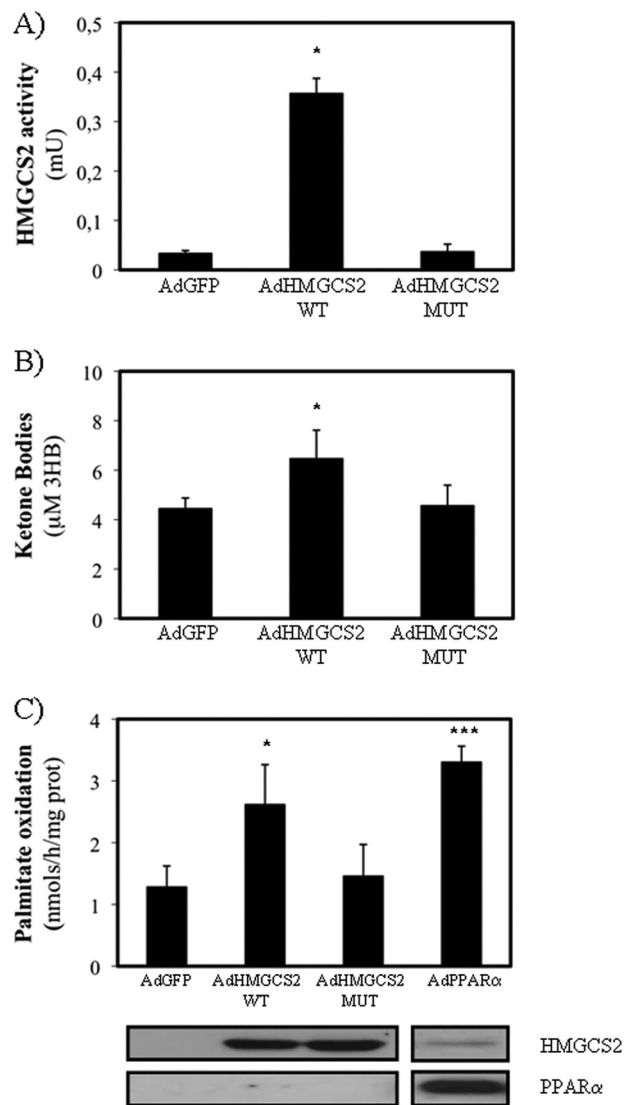 A)
HMGCS2 activity
(mU)
0,5
0,4
0,3
0,2
0,1
0
*
AdGFP AdHMGCS2 AdHMGCS2
WT MUT
B)
Ketone Bodies
(µM 3HB)
10
8
6
4
2
0
*
AdGFP AdHMGCS2 AdHMGCS2
WT MUT
C)
Palmitate oxidation
(nmols/h/mg prot)
4
3
2
1
0
* ***
AdGFP AdHMGCS2 AdHMGCS2 AdPPARα
WT MUT
HMGCS2
PPARα